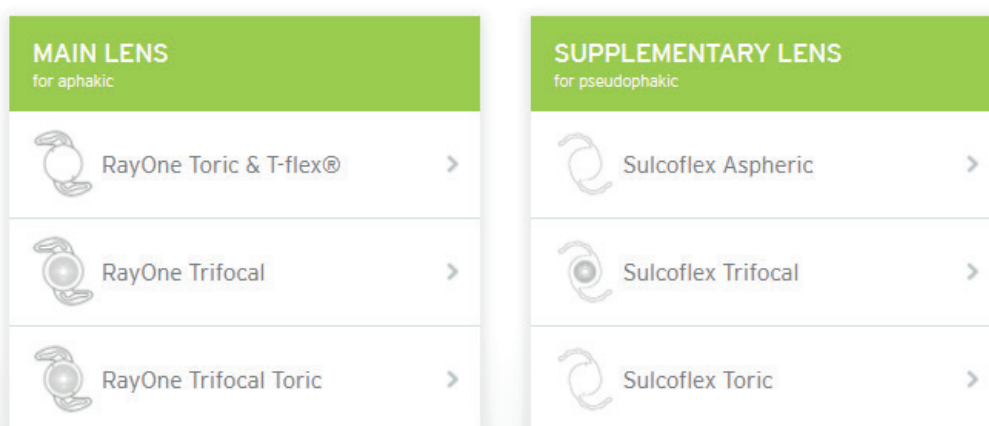 MAIN LENS
for aphakic
RayOne Toric & T-flex®
RayOne Trifocal
RayOne Trifocal Toric
SUPPLEMENTARY LENS
for pseudophakic
Sulcoflex Aspheric
Sulcoflex Trifocal
Sulcoflex Toric